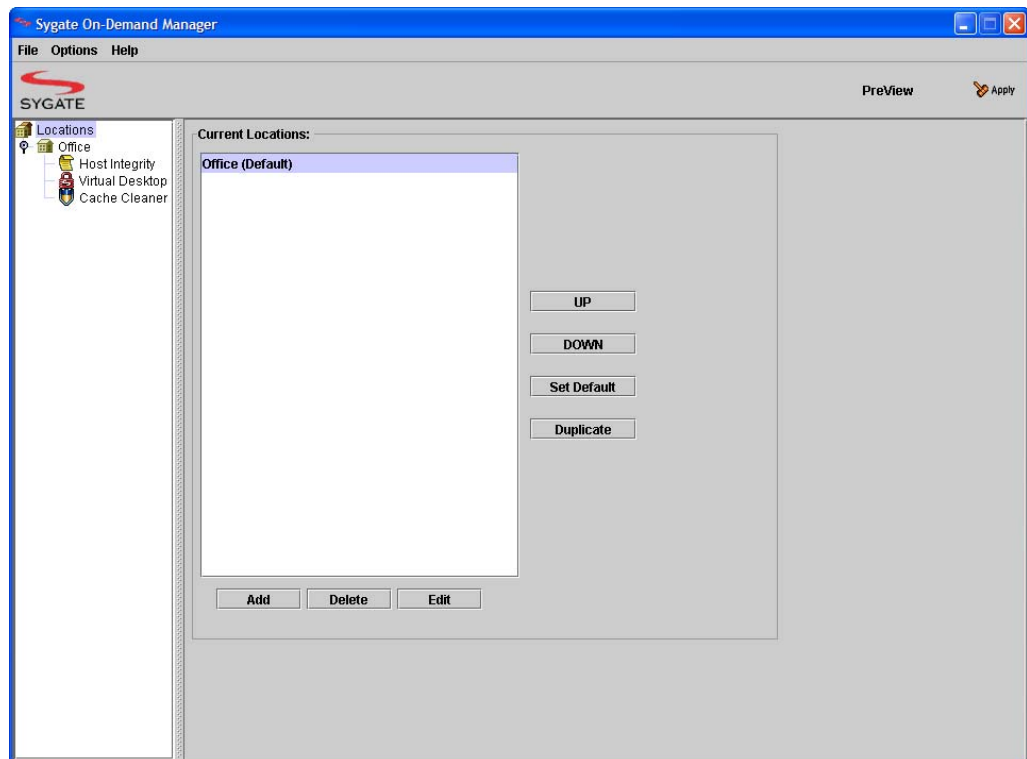 Sygate On-Demand Manager
File Options Help
SYGATE
PreView
Apply
Locations
Office
Host Integrity
Virtual Desktop
Cache Cleaner
Current Locations:
Office (Default)
UP
DOWN
Set Default
Duplicate
Add Delete Edit